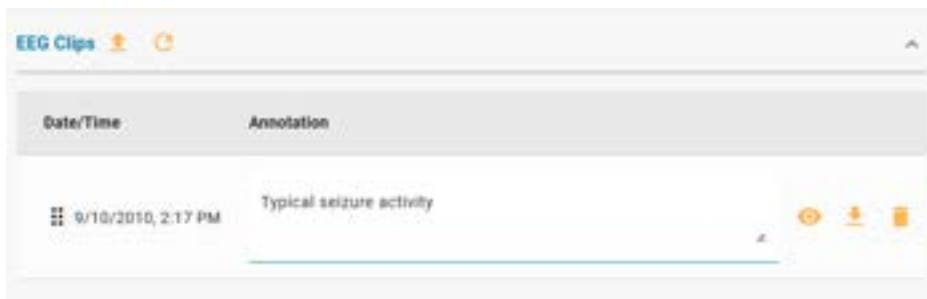 EEG Clips
Date/Time Annotation
9/10/2010, 2:17 PM Typical seizure activity